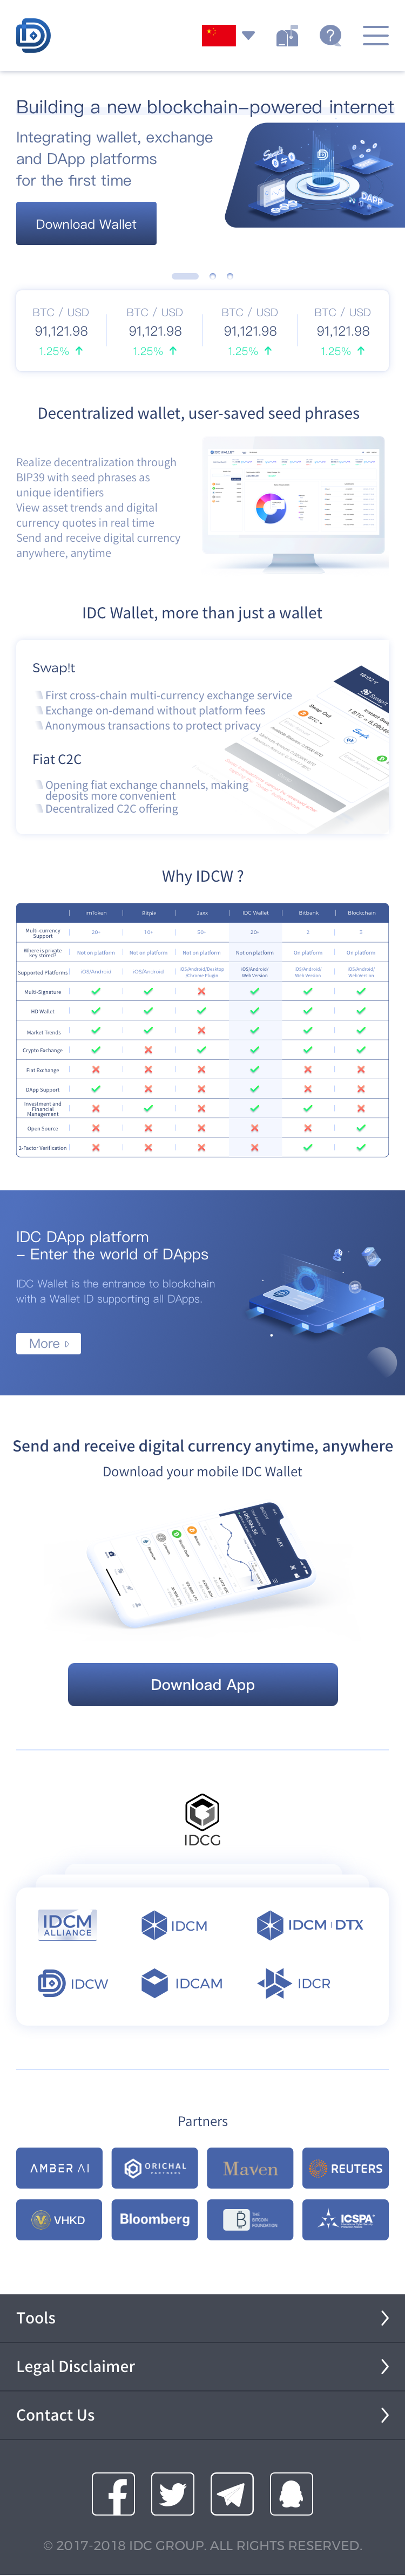 Building a new blockchain-powered internet
Integrating wallet, exchange
and DApp platforms
for the first time
Download Wallet
DAPP
BTC / USD BTC / USD BTC / USD BTC / USD
91,121.98 91,121.98 91,121.98 91,121.98
1.25% 1.25% 1.25% 1.25%
Decentralized wallet, user-saved seed phrases
Realize decentralization through
BIP39 with seed phrases as
unique identifiers
View asset trends and digital
currency quotes in real time
Send and receive digital currency
anywhere, anytime
IDC Wallet, more than just a wallet
Swap!t
First cross-chain multi-currency exchange service
Exchange on-demand without platform fees
Anonymous transactions to protect privacy
Fiat C2C
Opening fiat exchange channels, making
deposits more convenient
Decentralized C2C offering
Why IDCW ?
imToken Bitpie Jaxx IDC Wallet Bitbank Blockchain
Multi-currency
Support
20+ 10+ 50+ 20+ 2 3
Where is private
key stored?
Not on platform Not on platform Not on platform Not on platform On platform On platform
Supported Platforms iOS/Android iOS/Android iOS/Android/Desktop
/Chrome Plugin
iOS/Android/
Web Version
iOS/Android/
Web Version
iOS/Android/
Web Version
Multi-Signature
HD Wallet
Market Trends
Crypto Exchange
Fiat Exchange
DApp Support
Investment and
Financial
Management
Open Source
2-Factor Verification
IDC DApp platform
- Enter the world of DApps
IDC Wallet is the entrance to blockchain
with a Wallet ID supporting all DApps.
More
Send and receive digital currency anytime, anywhere
Download your mobile IDC Wallet
Download App
IDCG
IDCM
ALLIANCE
IDCM
IDCM DTX
IDCW
IDCAM
IDCR
Partners
AMBER AI
ORICHAL
PARTNERS
Maven
REUTERS
VHKD
Bloomberg
THE
BITCOIN
FOUNDATION
ICSPA
Tools
Legal Disclaimer
Contact Us
© 2017-2018 IDC GROUP. ALL RIGHTS RESERVED.